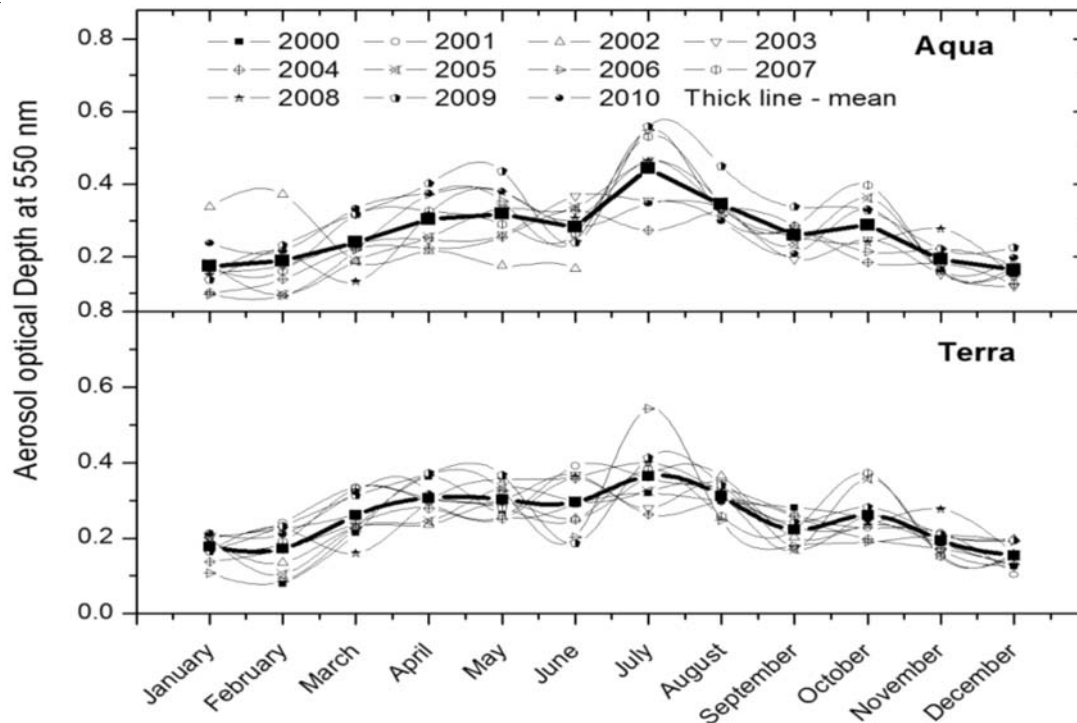 Aerosol optical Depth at 550 nm
0.8
0.6
0.4
0.2
2000 2001 2002 2003
2004 2005 2006 2007
2008 2009 2010 Thick line - mean
Aqua
0.8
0.6
0.4
0.2
0.0
Terra
January
February
March
April
May
June
July
August
September
October
November
December